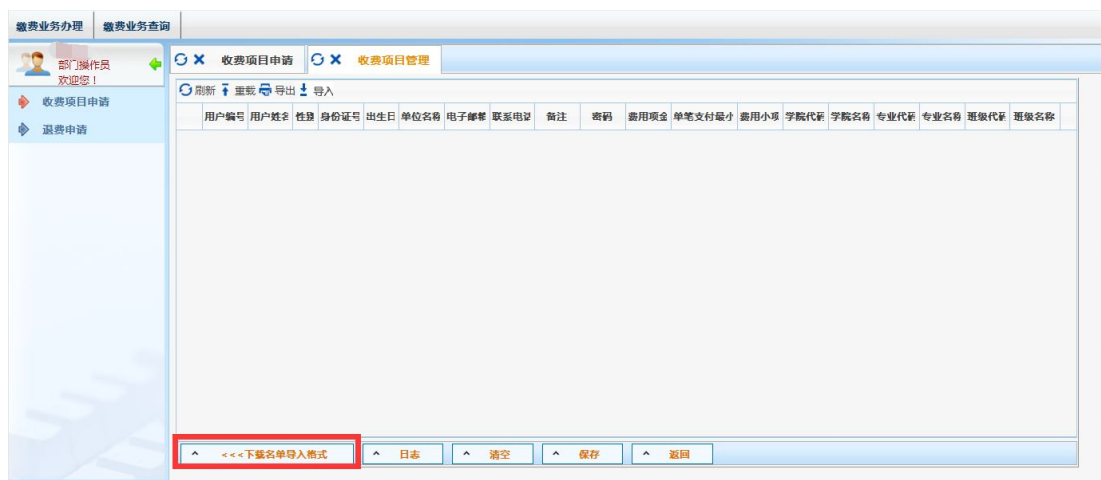 缴费业务办理 缴费业务查询
部门操作员
欢迎您！
收费项目申请
退费申请
收费项目申请 收费项目管理
刷新 重载 导出 导入
用户编号 用户姓名 性别 身份证号 出生日 单位名称 电子邮箱 联系电话 备注 密码 费用项金 单笔支付最小 费用小项 学院代码 学院名称 专业代码 专业名称 班级代码 班级名称
<<<下载名单导入格式 日志 清空 保存 返回